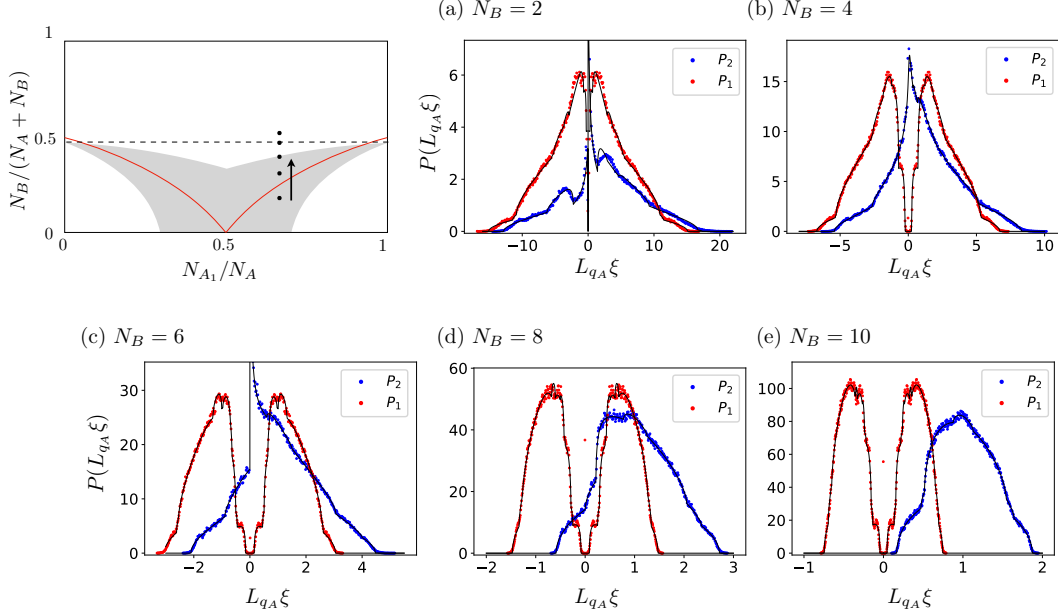 (a) N_B = 2
(b) N_B = 4
1
0.5
0
N_B/(N_A + N_B)
0
0.5
1
N_{A_1}/N_A
P(L_{q_A}ξ)
6
4
2
0
P_2
P_1
−10
0
10
20
L_{q_A}ξ
15
10
5
0
P_2
P_1
−5
0
5
10
L_{q_A}ξ
(c) N_B = 6
(d) N_B = 8
(e) N_B = 10
P(L_{q_A}ξ)
30
20
10
0
P_2
P_1
−2
0
2
4
L_{q_A}ξ
60
40
20
0
P_2
P_1
−2
−1
0
1
2
3
L_{q_A}ξ
100
80
60
40
20
0
P_2
P_1
−1
0
1
2
L_{q_A}ξ